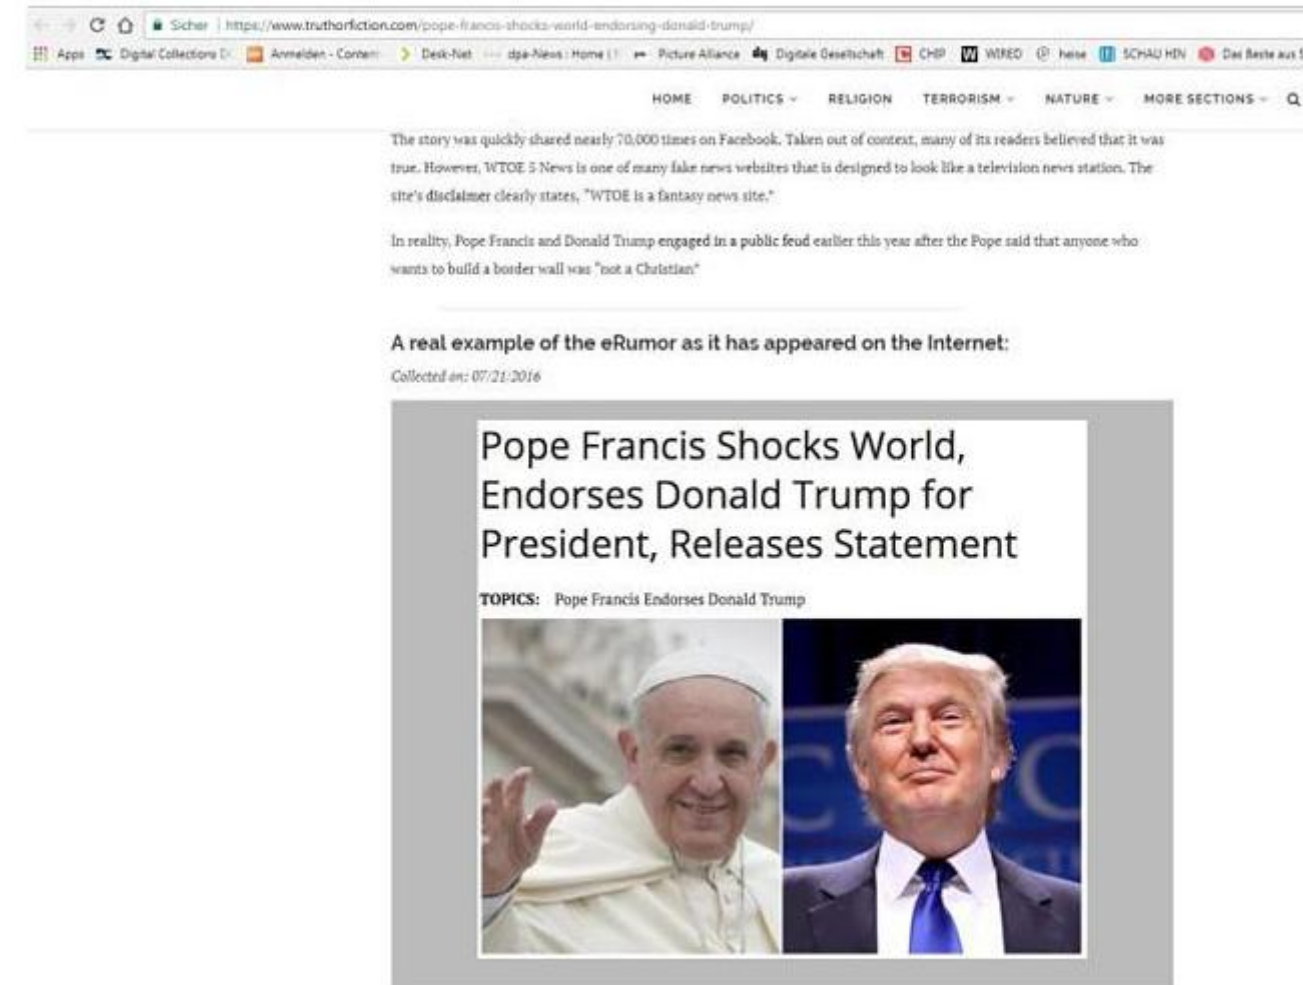 Sicher | https://www.truthorfiction.com/pope-francis-shocks-world-endorsing-donald-trump/
Apps Digital Collections D Anmelden - Conten Desk-Net dpa-News: Home (1 Picture Alliance Digitale Gesellschaft CHIP WIRED heise SCHAU HIN Das Beste aus
HOME POLITICS RELIGION TERRORISM NATURE MORE SECTIONS
The story was quickly shared nearly 70,000 times on Facebook. Taken out of context, many of its readers believed that it was
true. However, WTOE 5 News is one of many fake news websites that is designed to look like a television news station. The
site's disclaimer clearly states, "WTOE is a fantasy news site."
In reality, Pope Francis and Donald Trump engaged in a public feud earlier this year after the Pope said that anyone who
wants to build a border wall was "not a Christian"
A real example of the eRumor as it has appeared on the Internet:
Collected on: 07/21/2016
Pope Francis Shocks World,
Endorses Donald Trump for
President, Releases Statement
TOPICS: Pope Francis Endorses Donald Trump